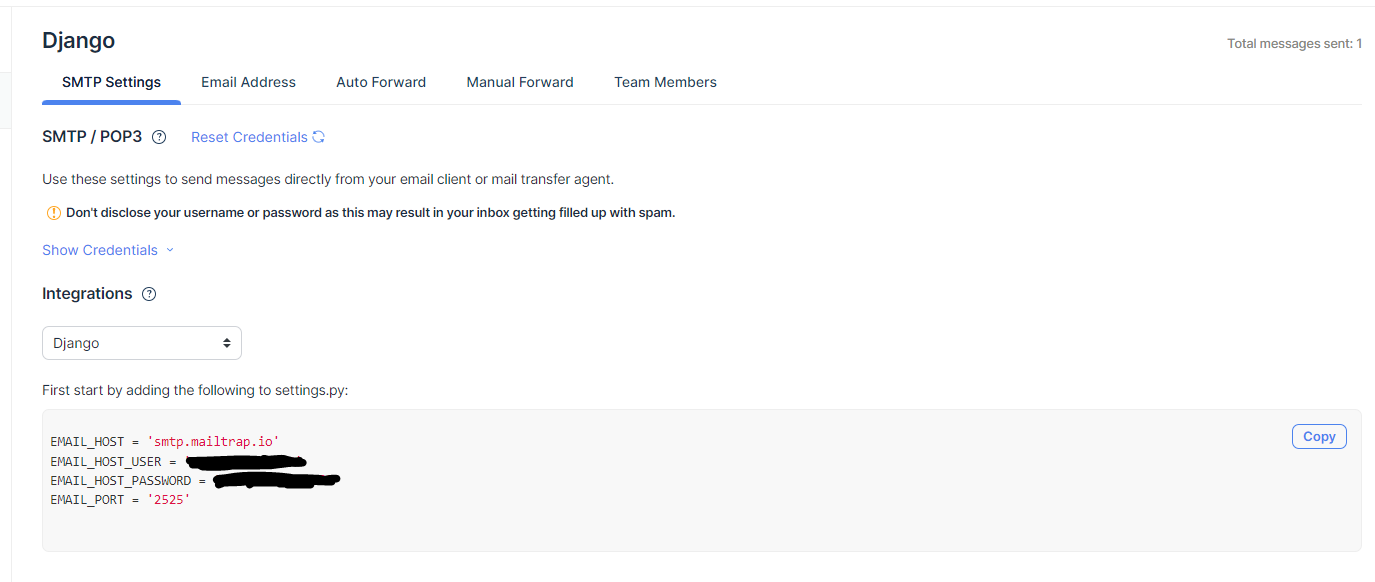 Django
Total messages sent: 1
SMTP Settings Email Address Auto Forward Manual Forward Team Members
SMTP / POP3 Reset Credentials
Use these settings to send messages directly from your email client or mail transfer agent.
Don't disclose your username or password as this may result in your inbox getting filled up with spam.
Show Credentials
Integrations
Django
First start by adding the following to settings.py:
Copy
EMAIL_HOST = 'smtp.mailtrap.io'
EMAIL_HOST_USER =
EMAIL_HOST_PASSWORD =
EMAIL_PORT = '2525'